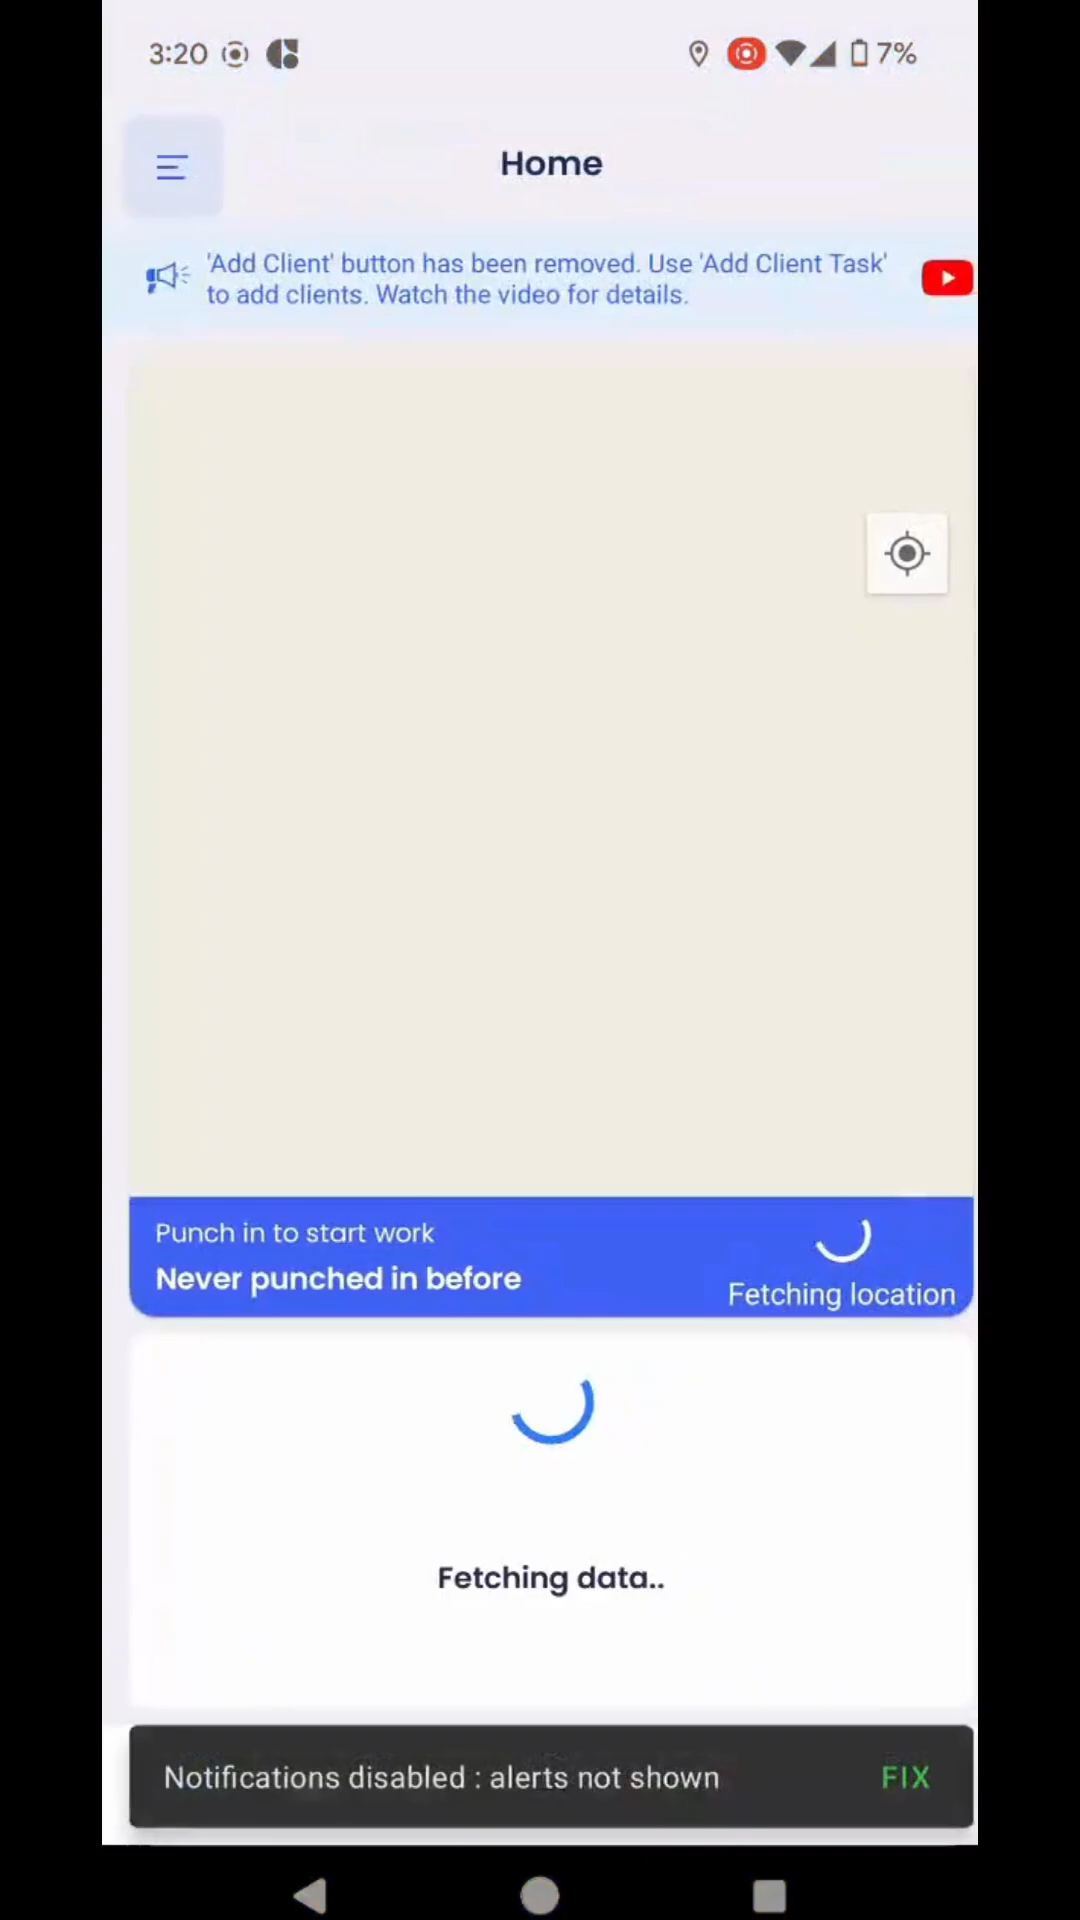 3:20
7%
Home
'Add Client' button has been removed. Use 'Add Client Task'
to add clients. Watch the video for details.
Punch in to start work
Never punched in before
Fetching location
Fetching data..
Notifications disabled : alerts not shown
FIX